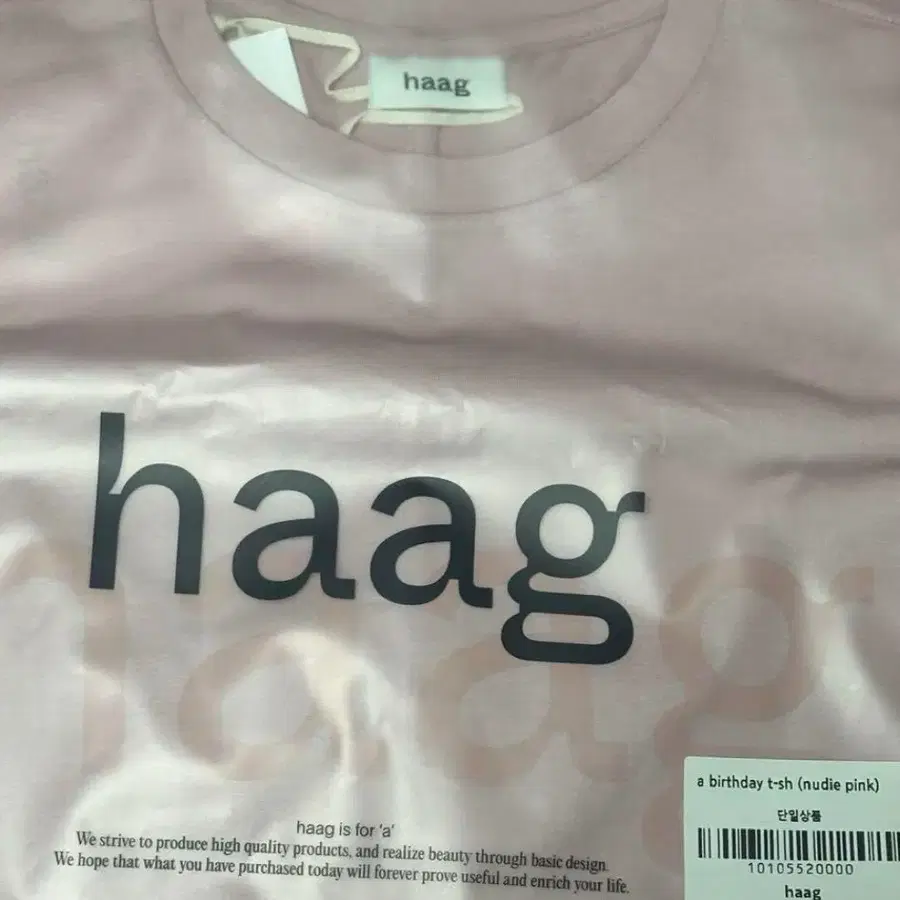 haag
haag
haag
haag is for 'a'
We strive to produce high quality products, and realize beauty through basic design.
We hope that what you have purchased today will forever prove useful and enrich your life.
a birthday t-sh (nudie pink)
단일상품
10105520000
haag